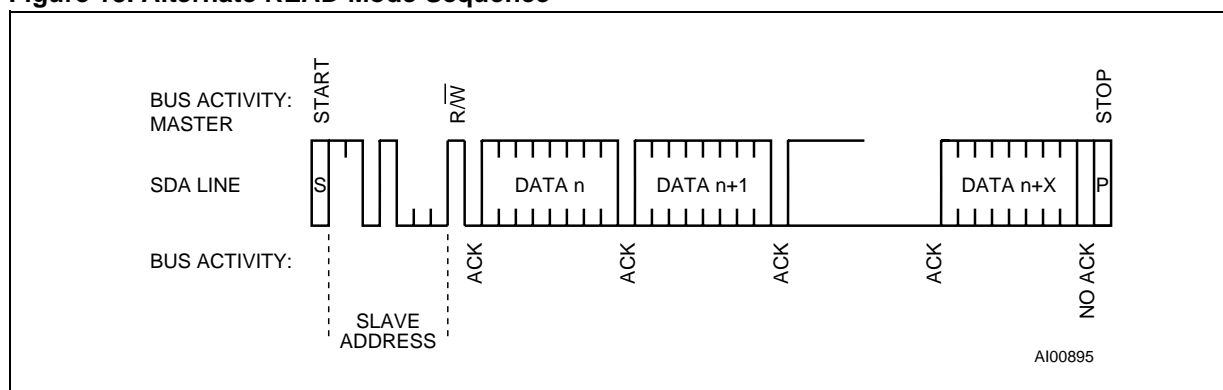 Figure Alternate READ Mode Sequence
BUS ACTIVITY:
MASTER
START
R/W
STOP
SDA LINE
S
DATA n
DATA n+1
DATA n+X
P
BUS ACTIVITY:
ACK
ACK
ACK
ACK
NO ACK
SLAVE
ADDRESS
AI00895